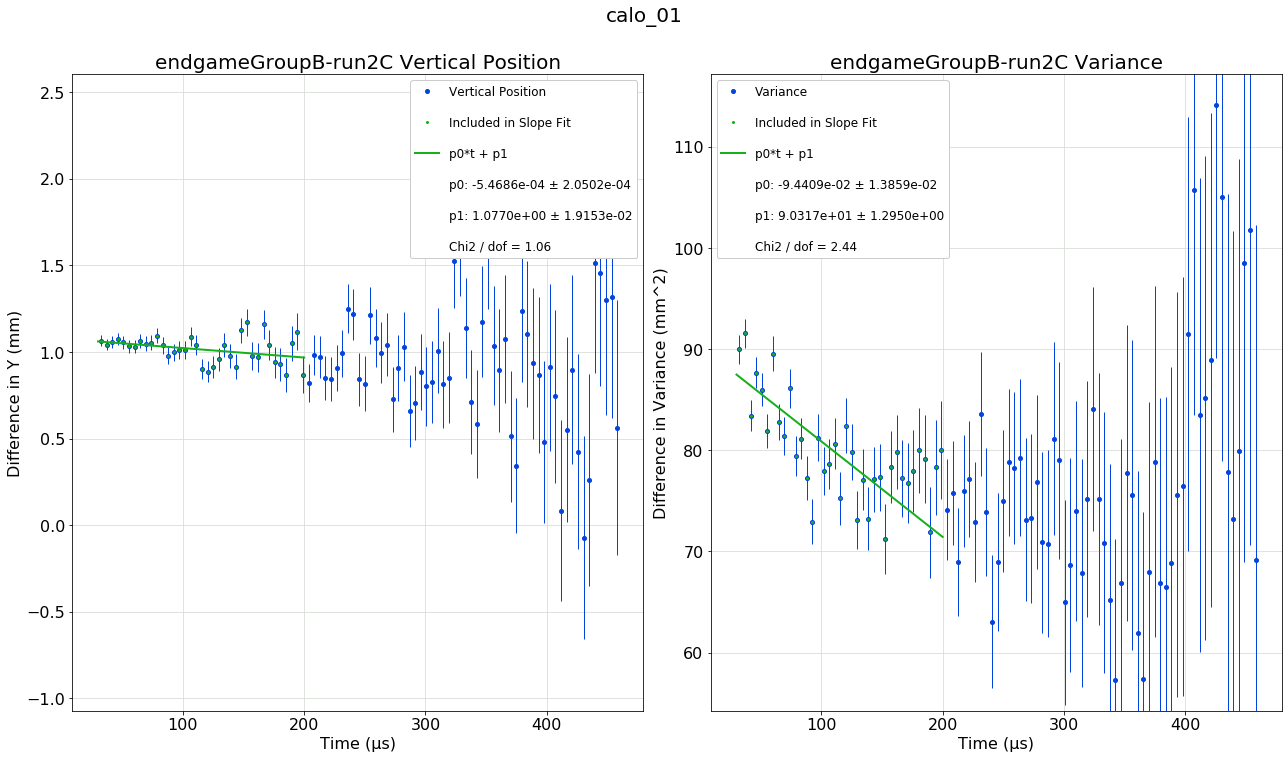 calo_01
endgameGroupB-run2C Vertical Position
Difference in Y (mm)
2.5
2.0
1.5
1.0
0.5
0.0
−0.5
−1.0
Vertical Position
Included in Slope Fit
p0*t + p1
p0: -5.4686e-04 ± 2.0502e-04
p1: 1.0770e+00 ± 1.9153e-02
Chi2 / dof = 1.06
100 200 300 400
Time (μs)
endgameGroupB-run2C Variance
Difference in Variance (mm^2)
110
100
90
80
70
60
Variance
Included in Slope Fit
p0*t + p1
p0: -9.4409e-02 ± 1.3859e-02
p1: 9.0317e+01 ± 1.2950e+00
Chi2 / dof = 2.44
100 200 300 400
Time (μs)